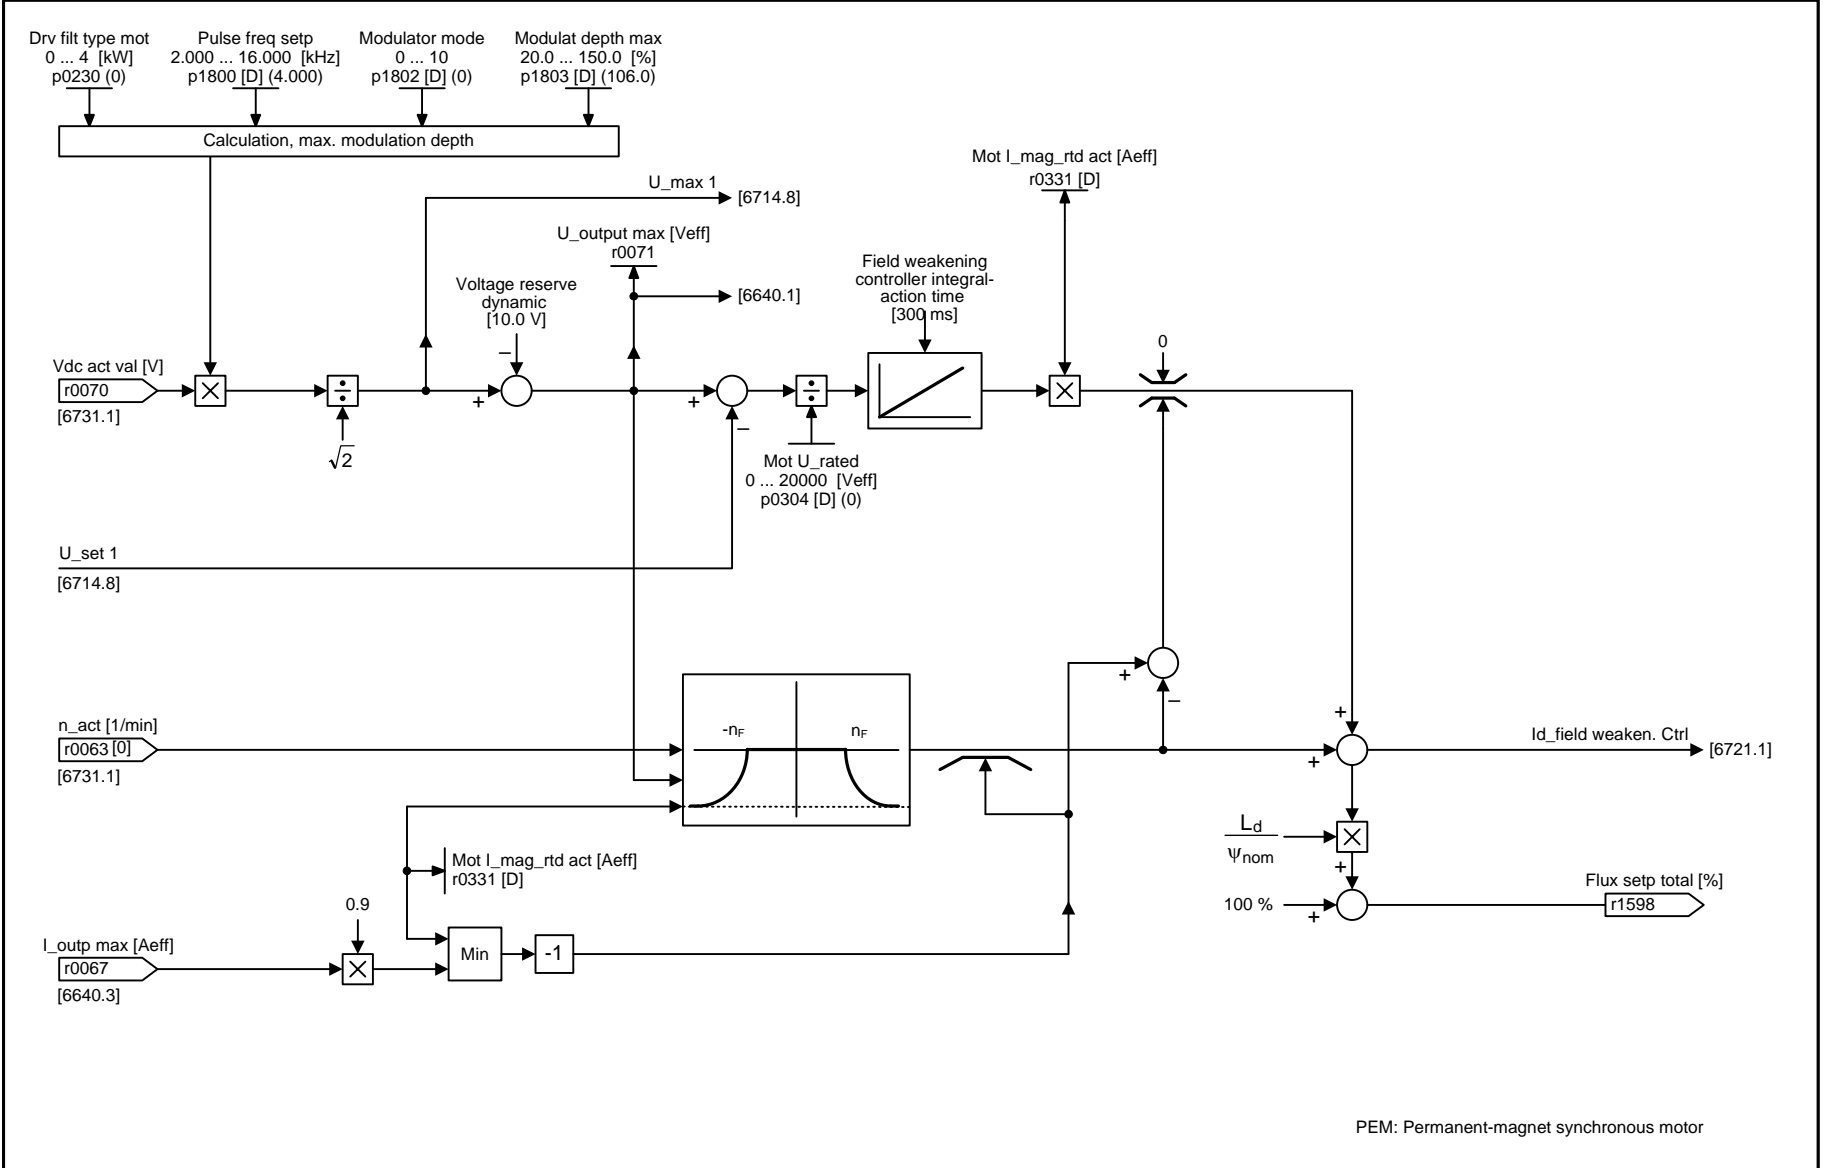 Drv filt type mot
0 ... 4 [kW]
p0230 (0)
Pulse freq setp
2.000 ... 16.000 [kHz]
p1800 [D] (4.000)
Modulator mode
0 ... 10
p1802 [D] (0)
Modulat depth max
20.0 ... 150.0 [%]
p1803 [D] (106.0)
Calculation, max. modulation depth
Mot I_mag_rtd act [Aeff]
r0331 [D]
U_max 1
[6714.8]
U_output max [Veff]
r0071
[6640.1]
Voltage reserve
dynamic
[10.0 V]
–
Field weakening
controller integral-
action time
[300 ms]
0
Vdc act val [V]
r0070
[6731.1]
×
÷
√2
+
+
–
÷
×
Mot U_rated
0 ... 20000 [Veff]
p0304 [D] (0)
U_set 1
[6714.8]
+
–
n_act [1/min]
r0063 [0]
[6731.1]
-nF
nF
+
+
Id_field weaken. Ctrl
[6721.1]
Ld
ψnom
×
+
Mot I_mag_rtd act [Aeff]
r0331 [D]
100 %
+
Flux setp total [%]
r1598
0.9
I_outp max [Aeff]
r0067
[6640.3]
×
Min
-1
PEM: Permanent-magnet synchronous motor